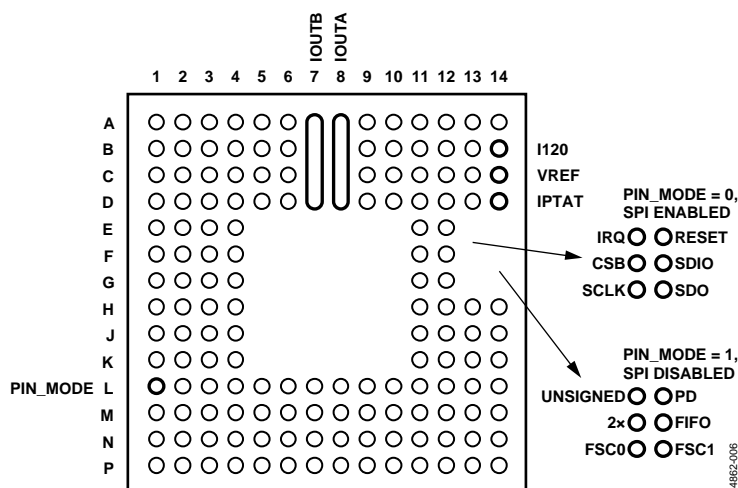 IOUTB
IOUTA
1 2 3 4 5 6 7 8 9 10 11 12 13 14
A
B I120
C VREF
D IPTAT
E
F
G
H
J
K
PIN_MODE L
M
N
P
PIN_MODE = 0,
SPI ENABLED
IRQ RESET
CSB SDIO
SCLK SDO
PIN_MODE = 1,
SPI DISABLED
UNSIGNED PD
2× FIFO
FSC0 FSC1
4862-006